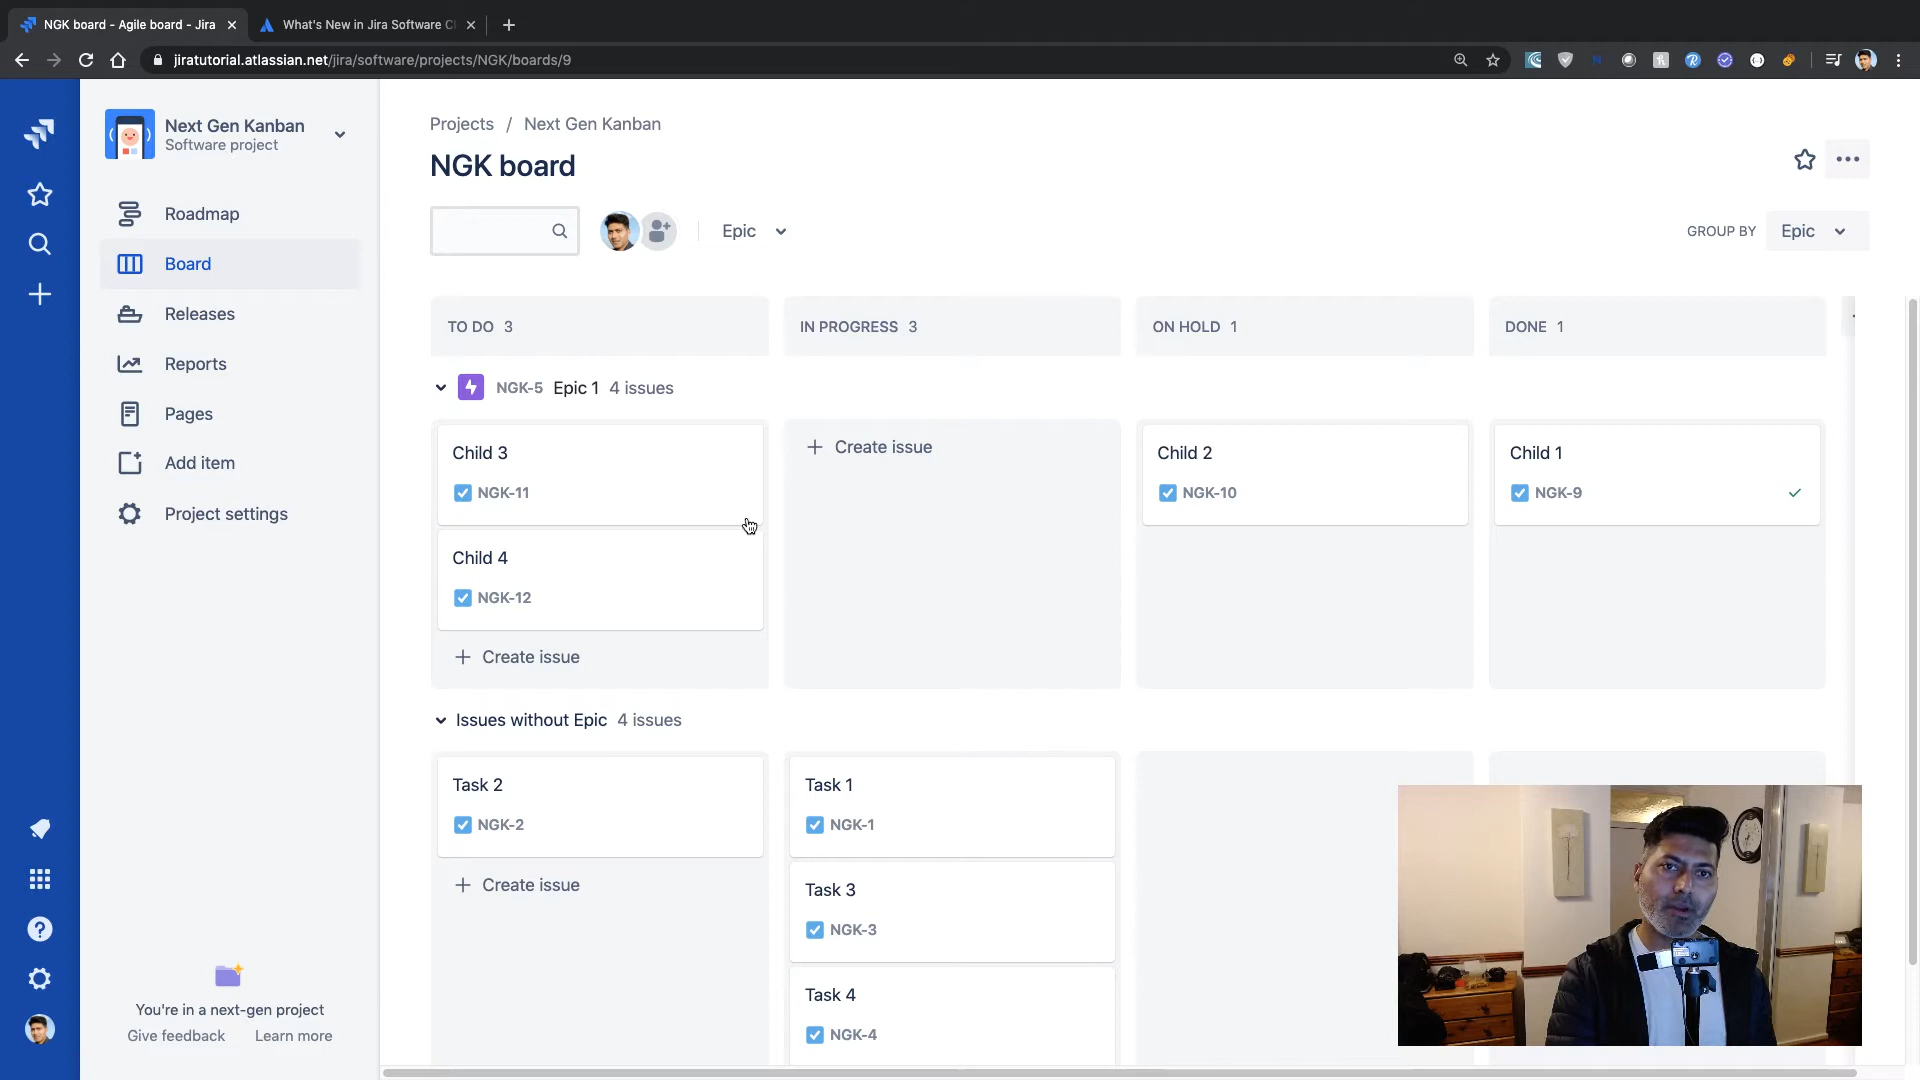 NGK board - Agile board - Jira
What's New in Jira Software C
jiratutorial.atlassian.net/jira/software/projects/NGK/boards/9
Next Gen Kanban
Software project
Roadmap
Board
Releases
Reports
Pages
Add item
Project settings
You're in a next-gen project
Give feedback
Learn more
Projects / Next Gen Kanban
NGK board
Epic
GROUP BY Epic
TO DO 3
IN PROGRESS 3
ON HOLD 1
DONE 1
NGK-5 Epic 1 4 issues
Child 3
NGK-11
Child 4
NGK-12
Create issue
Create issue
Child 2
NGK-10
Child 1
NGK-9
Issues without Epic 4 issues
Task 2
NGK-2
Create issue
Task 1
NGK-1
Task 3
NGK-3
Task 4
NGK-4